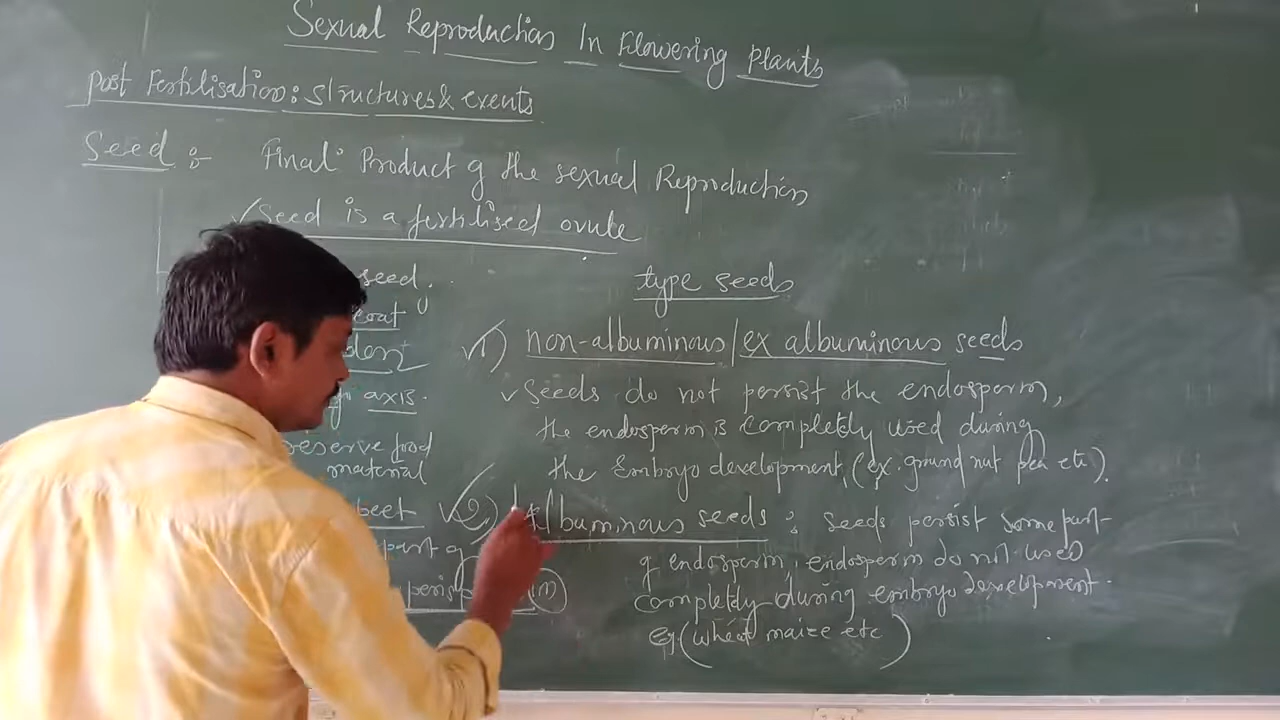 Sexual Reproduction In Flowering Plants
Post Fertilisation: structures & events
Seed :- Final Product of the sexual Reproduction
✓ Seed is a fertilised ovule
seed.
coat
axis.
reserve food
material
beet
part of
type seeds
✓1) non-albuminous/ex albuminous seeds
✓ Seeds do not persist the endosperm,
the endosperm is completely used during
the Embryo development, (ex. ground nut pea etc).
✓2) Albuminous seeds : seeds persist some part
of endosperm, endosperm do not used
completely during embryo development.
eg (wheat maize etc)